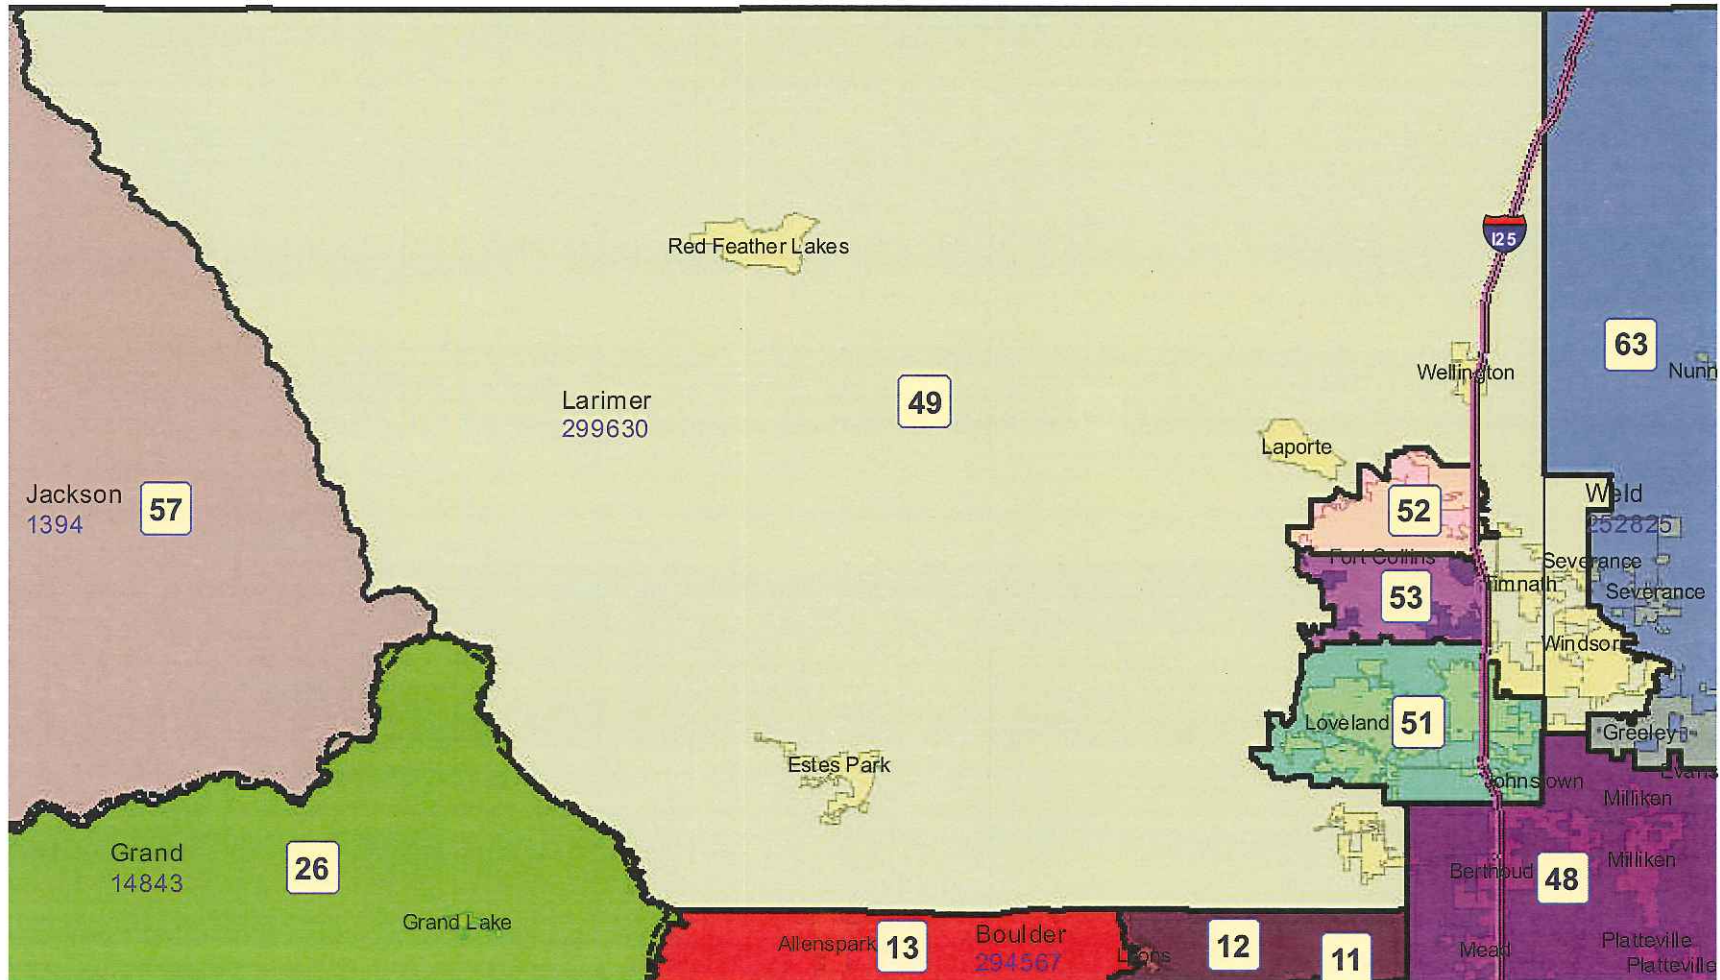 I25
Red Feather Lakes
63
Nunn
Wellington
Larimer
299630
49
Laporte
Jackson
1394
57
52
Weld
252825
Fort Collins
Severance
Timnath
Severance
53
Windsor
Loveland
51
Greeley
Estes Park
Johnstown
Evans
Milliken
Grand
14843
26
Milliken
Berthoud
48
Grand Lake
Allenspark
13
Boulder
294567
Lyons
12
11
Mead
Platteville
Platteville